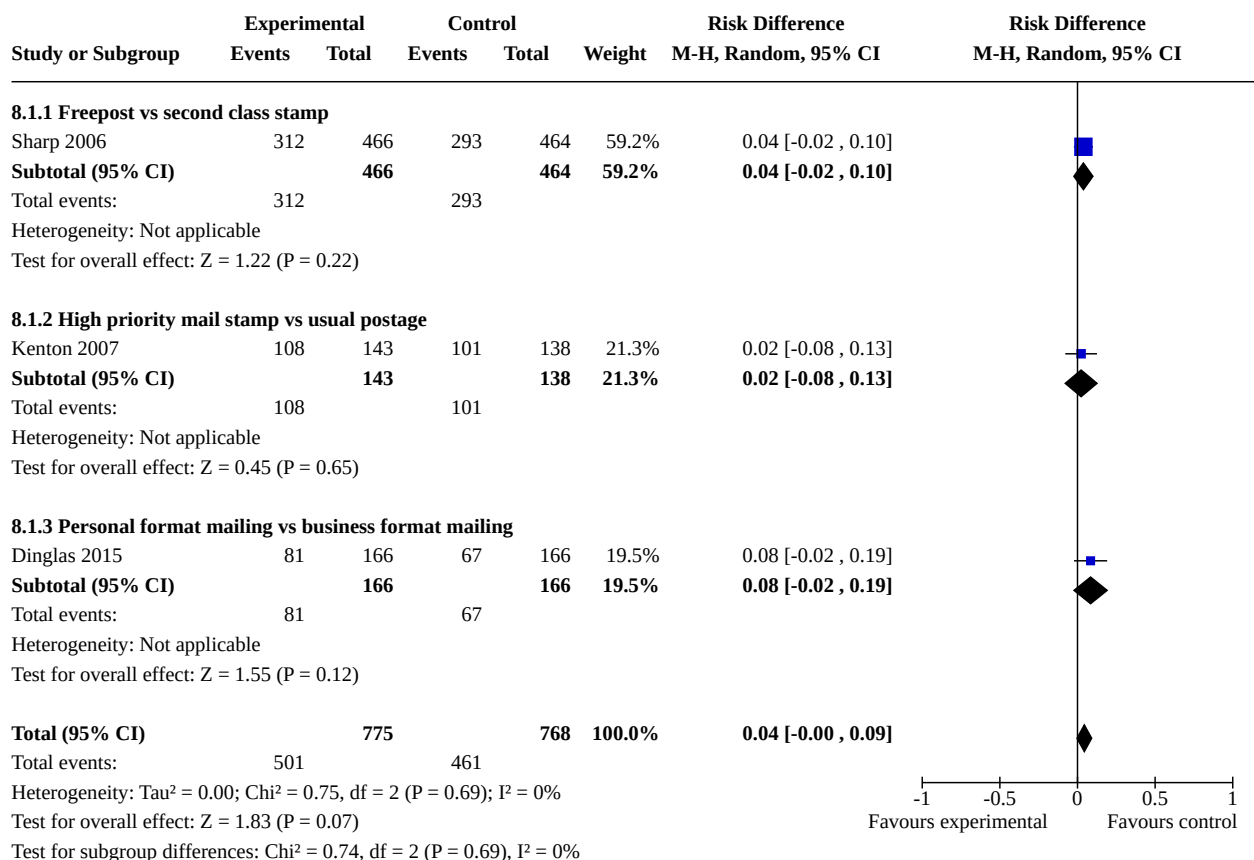 Experimental Control Risk Difference Risk Difference
Study or Subgroup Events Total Events Total Weight M-H, Random, 95% CI M-H, Random, 95% CI
8.1.1 Freepost vs second class stamp
Sharp 2006 312 466 293 464 59.2% 0.04 [-0.02 , 0.10]
Subtotal (95% CI) 466 464 59.2% 0.04 [-0.02 , 0.10]
Total events: 312 293
Heterogeneity: Not applicable
Test for overall effect: Z = 1.22 (P = 0.22)
8.1.2 High priority mail stamp vs usual postage
Kenton 2007 108 143 101 138 21.3% 0.02 [-0.08 , 0.13]
Subtotal (95% CI) 143 138 21.3% 0.02 [-0.08 , 0.13]
Total events: 108 101
Heterogeneity: Not applicable
Test for overall effect: Z = 0.45 (P = 0.65)
8.1.3 Personal format mailing vs business format mailing
Dinglas 2015 81 166 67 166 19.5% 0.08 [-0.02 , 0.19]
Subtotal (95% CI) 166 166 19.5% 0.08 [-0.02 , 0.19]
Total events: 81 67
Heterogeneity: Not applicable
Test for overall effect: Z = 1.55 (P = 0.12)
Total (95% CI) 775 768 100.0% 0.04 [-0.00 , 0.09]
Total events: 501 461
Heterogeneity: Tau² = 0.00; Chi² = 0.75, df = 2 (P = 0.69); I² = 0%
-1 -0.5 0 0.5 1
Test for overall effect: Z = 1.83 (P = 0.07) Favours experimental Favours control
Test for subgroup differences: Chi² = 0.74, df = 2 (P = 0.69), I² = 0%